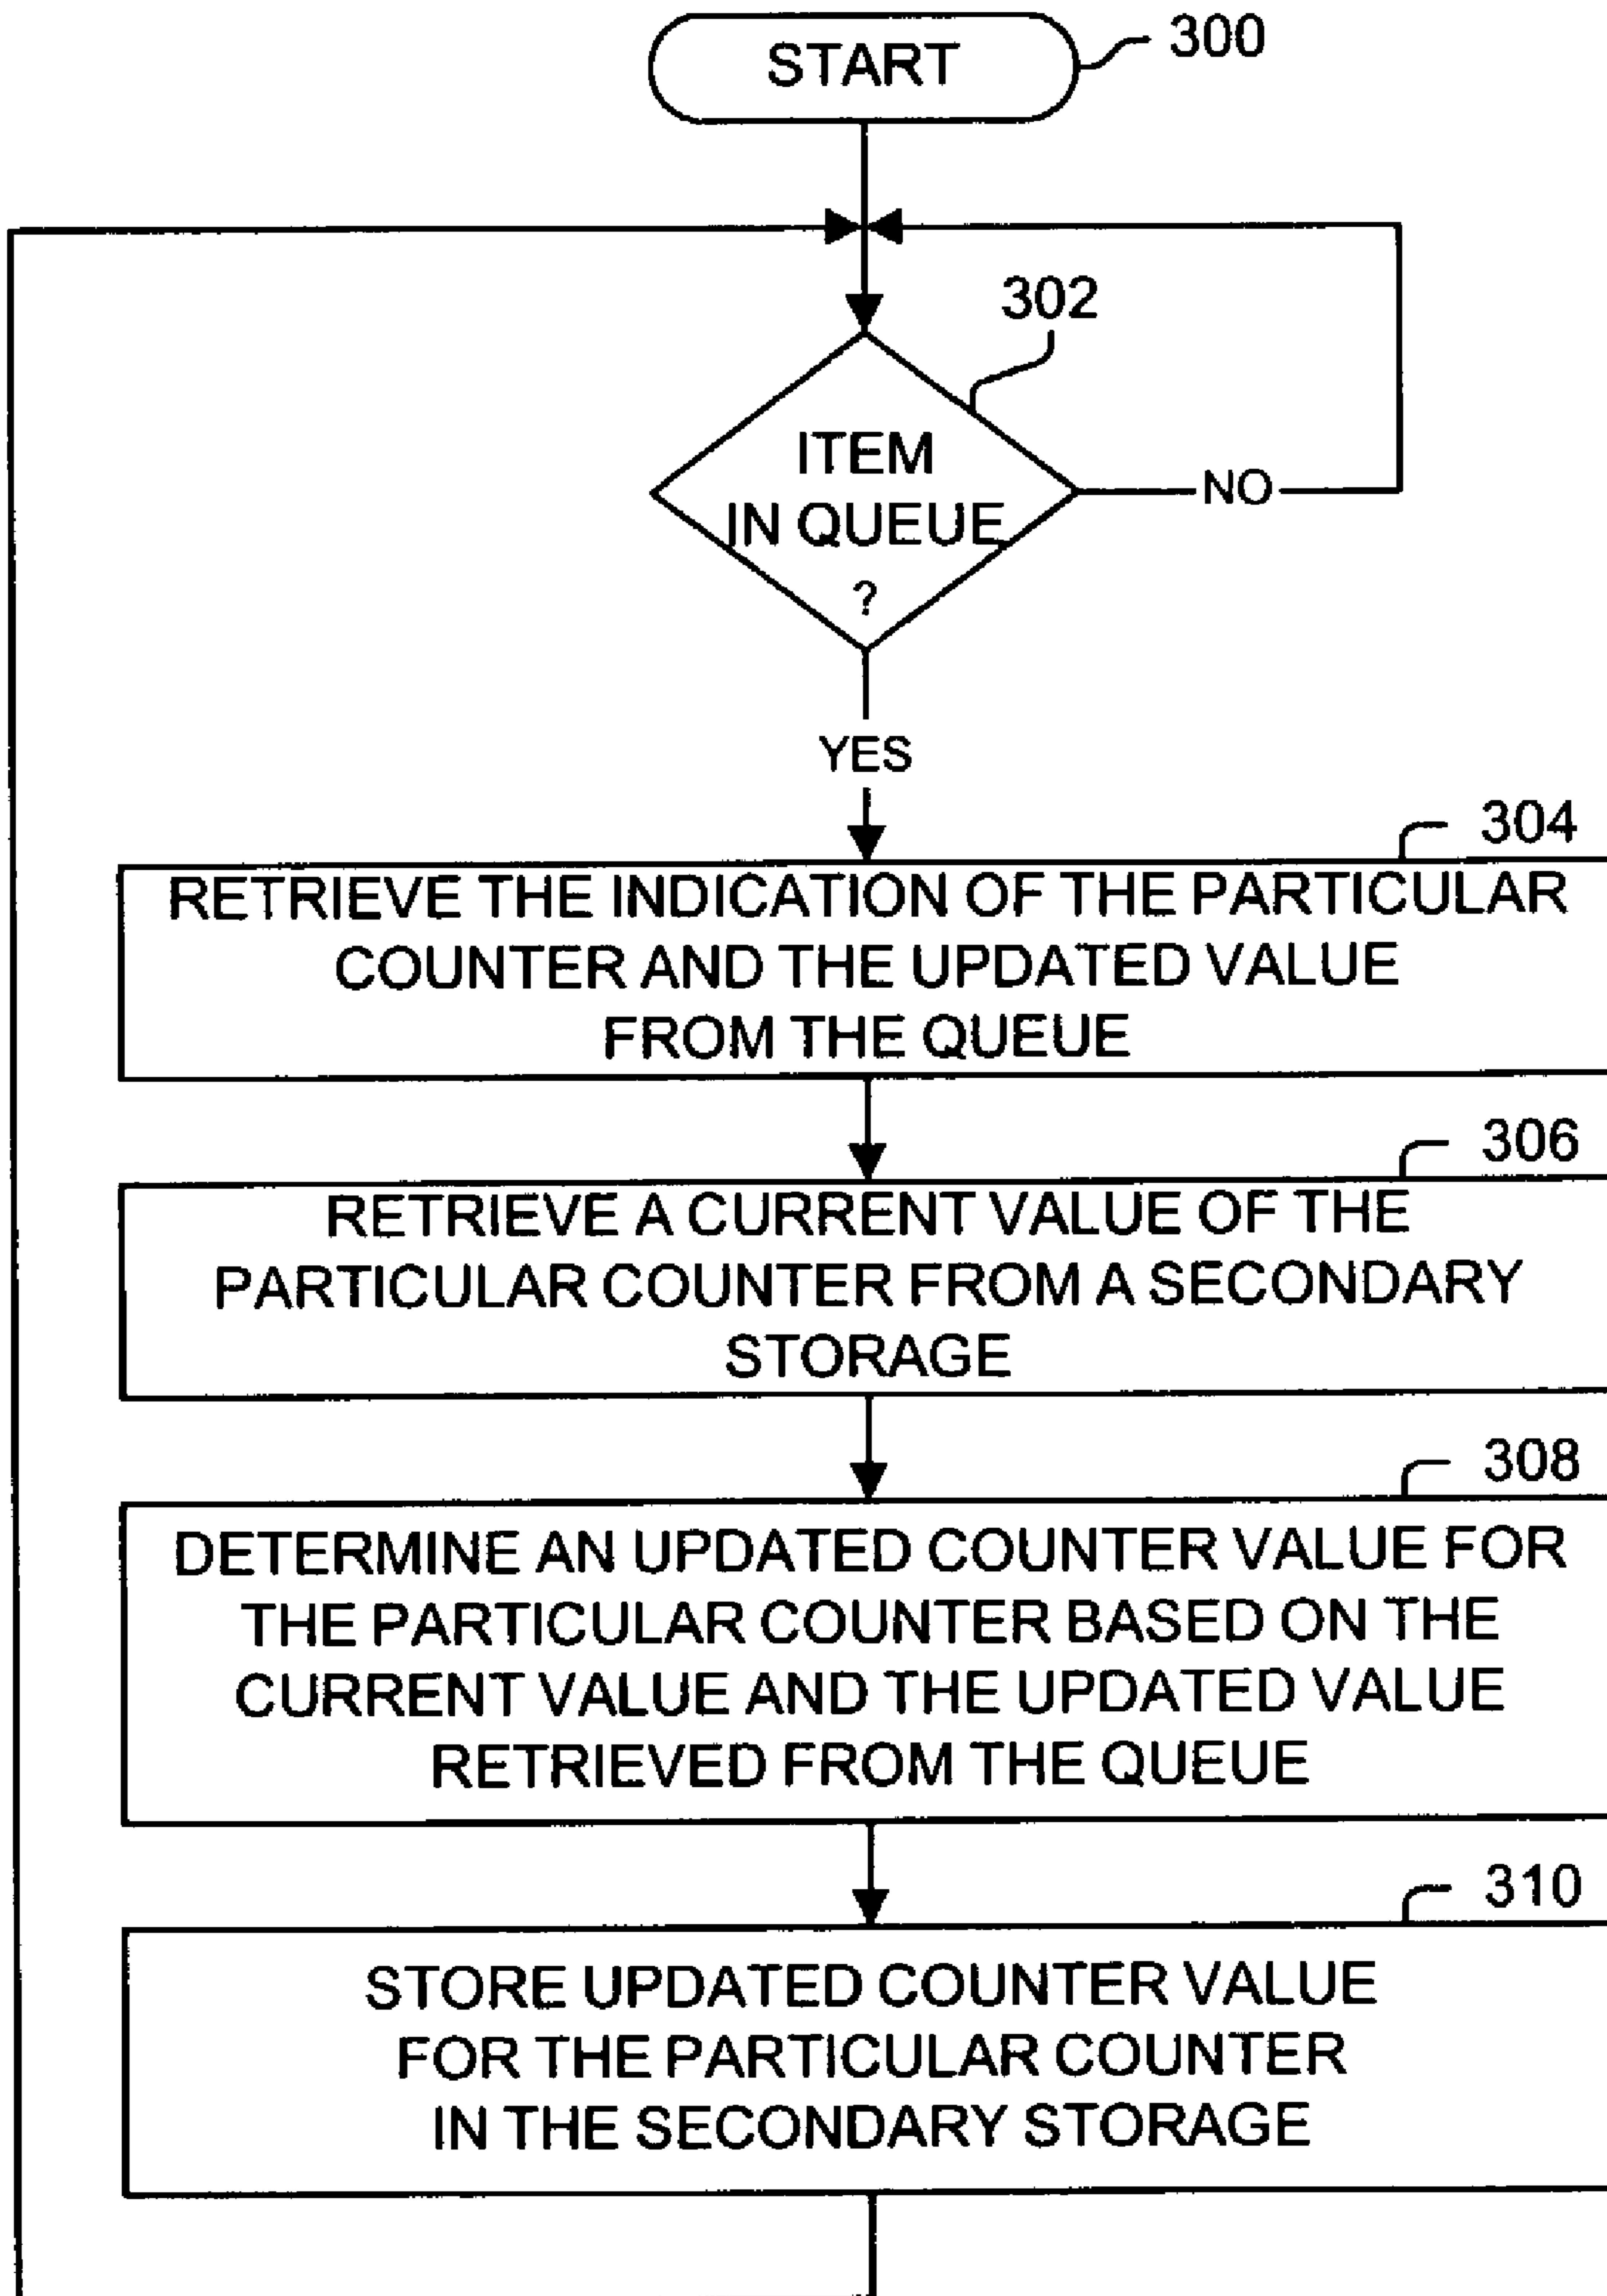 START
300
302
ITEM
IN QUEUE
?
NO
YES
304
RETRIEVE THE INDICATION OF THE PARTICULAR
COUNTER AND THE UPDATED VALUE
FROM THE QUEUE
306
RETRIEVE A CURRENT VALUE OF THE
PARTICULAR COUNTER FROM A SECONDARY
STORAGE
308
DETERMINE AN UPDATED COUNTER VALUE FOR
THE PARTICULAR COUNTER BASED ON THE
CURRENT VALUE AND THE UPDATED VALUE
RETRIEVED FROM THE QUEUE
310
STORE UPDATED COUNTER VALUE
FOR THE PARTICULAR COUNTER
IN THE SECONDARY STORAGE